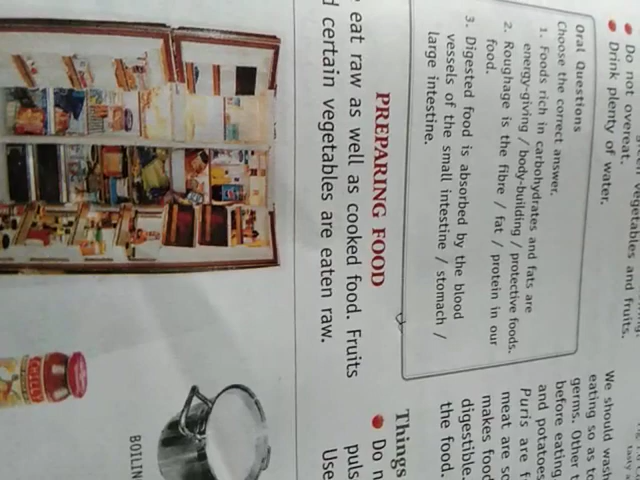 vegetables and fruits.
Do not overeat.
Drink plenty of water.
Oral Questions
Choose the correct answer.
1. Foods rich in carbohydrates and fats are
energy-giving / body-building / protective foods.
2. Roughage is the fibre / fat / protein in our
food.
3. Digested food is absorbed by the blood
vessels of the small intestine / stomach /
large intestine.
PREPARING FOOD
eat raw as well as cooked food. Fruits
certain vegetables are eaten raw.
We should wash
eating so as to
germs. Other
before eating.
and potatoes
Puris are
meat are
makes food
digestible.
the food.
Things
Do
Use
BOILIN
CHILLI